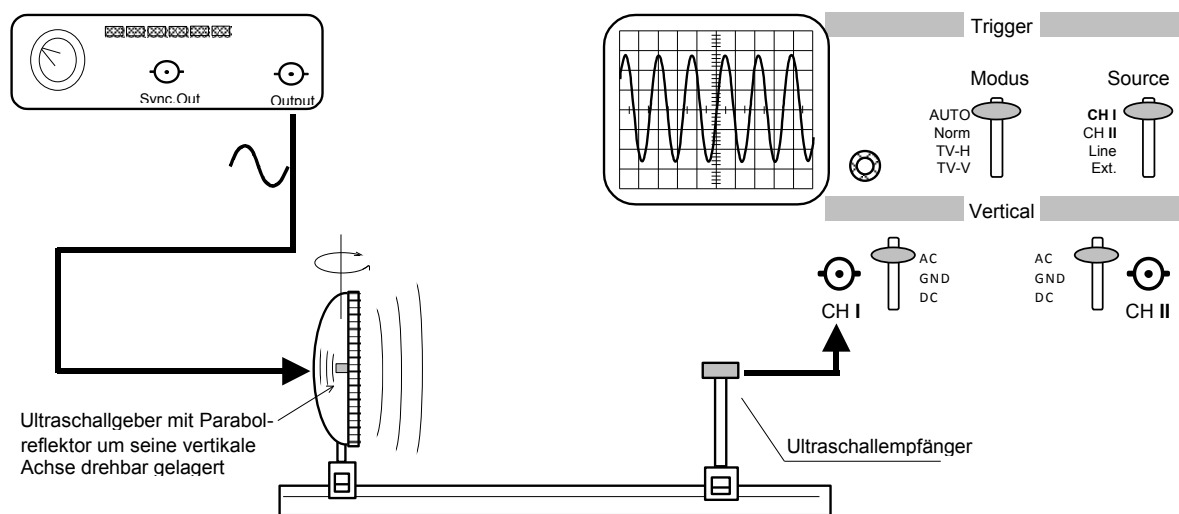 Sync.Out
Output
Trigger
Modus
Source
AUTO
Norm
TV-H
TV-V
CH I
CH II
Line
Ext.
Vertical
AC
GND
DC
CH I
AC
GND
DC
CH II
Ultraschallgeber mit Parabol-
reflektor um seine vertikale
Achse drehbar gelagert
Ultraschallempfänger